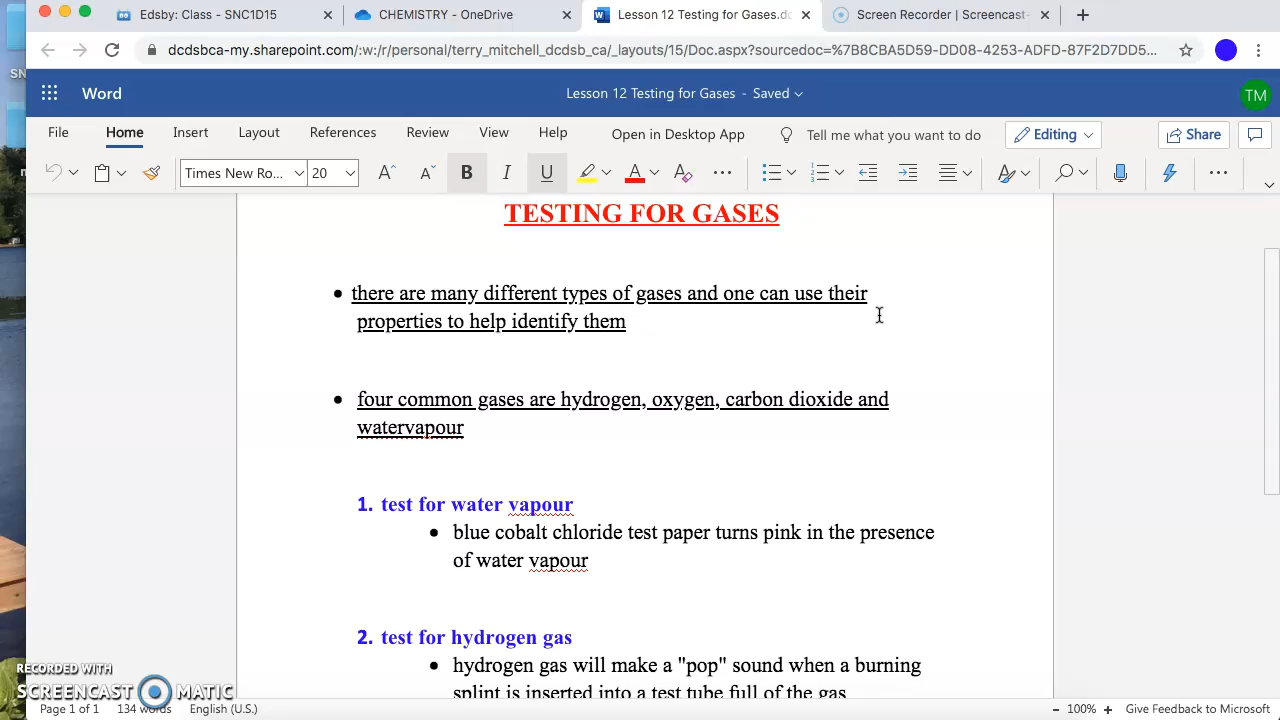 Edsby: Class - SNC1D15
CHEMISTRY - OneDrive
Lesson 12 Testing for Gases.dc
Screen Recorder | Screencast-
dcdsbca-my.sharepoint.com/:w:/r/personal/terry_mitchell_dcdsb_ca/_layouts/15/Doc.aspx?sourcedoc=%7B8CBA5D59-DD08-4253-ADFD-87F2D7DD5...
SN
Word
Lesson 12 Testing for Gases - Saved
TM
File Home Insert Layout References Review View Help Open in Desktop App Tell me what you want to do Editing Share
Times New Ro... 20 A A B I U A A
TESTING FOR GASES
• there are many different types of gases and one can use their
properties to help identify them
• four common gases are hydrogen, oxygen, carbon dioxide and
watervapour
1. test for water vapour
• blue cobalt chloride test paper turns pink in the presence
of water vapour
2. test for hydrogen gas
• hydrogen gas will make a "pop" sound when a burning
splint is inserted into a test tube full of the gas
RECORDED WITH
SCREENCAST MATIC
Page 1 of 1 134 words English (U.S.) - 100% + Give Feedback to Microsoft